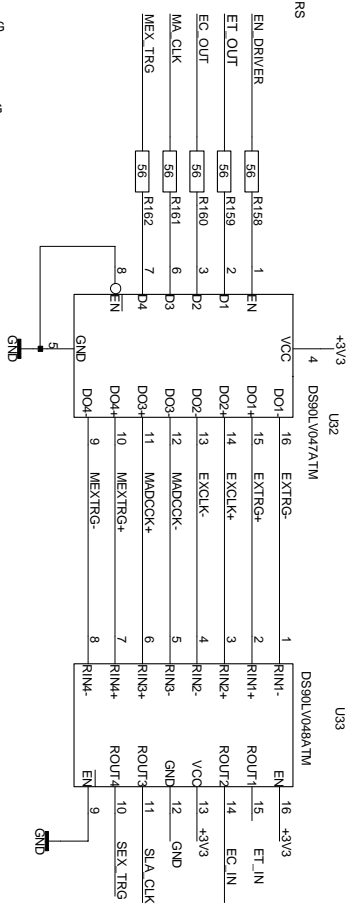 RS
+3V3
U32
DS90LV047ATM
U33
DS90LV048ATM
EN_DRIVER 56 R158 1 EN
VCC 4
DO1- 16 EXTRG- 1 RIN1- EN 16 +3V3
ET_OUT 56 R159 2 D1
DO1+ 15 EXTRG+ 2 RIN1+ ROUT1 15 ET_IN
EC_OUT 56 R160 3 D2
DO2+ 14 EXCLK+ 3 RIN2+ ROUT2 14 EC_IN
DO2- 13 EXCLK- 4 RIN2- VCC 13 +3V3
MA_CLK 56 R161 6 D3
DO3- 12 MADCCK- 5 RIN3- GND 12 GND
MEX_TRG 56 R162 7 D4
DO3+ 11 MADCCK+ 6 RIN3+ ROUT3 11 SLA_CLK
8 EN
DO4+ 10 MEXTRG+ 7 RIN4+ ROUT4 10 SEX_TRG
5 GND
DO4- 9 MEXTRG- 8 RIN4- EN 9
GND
GND